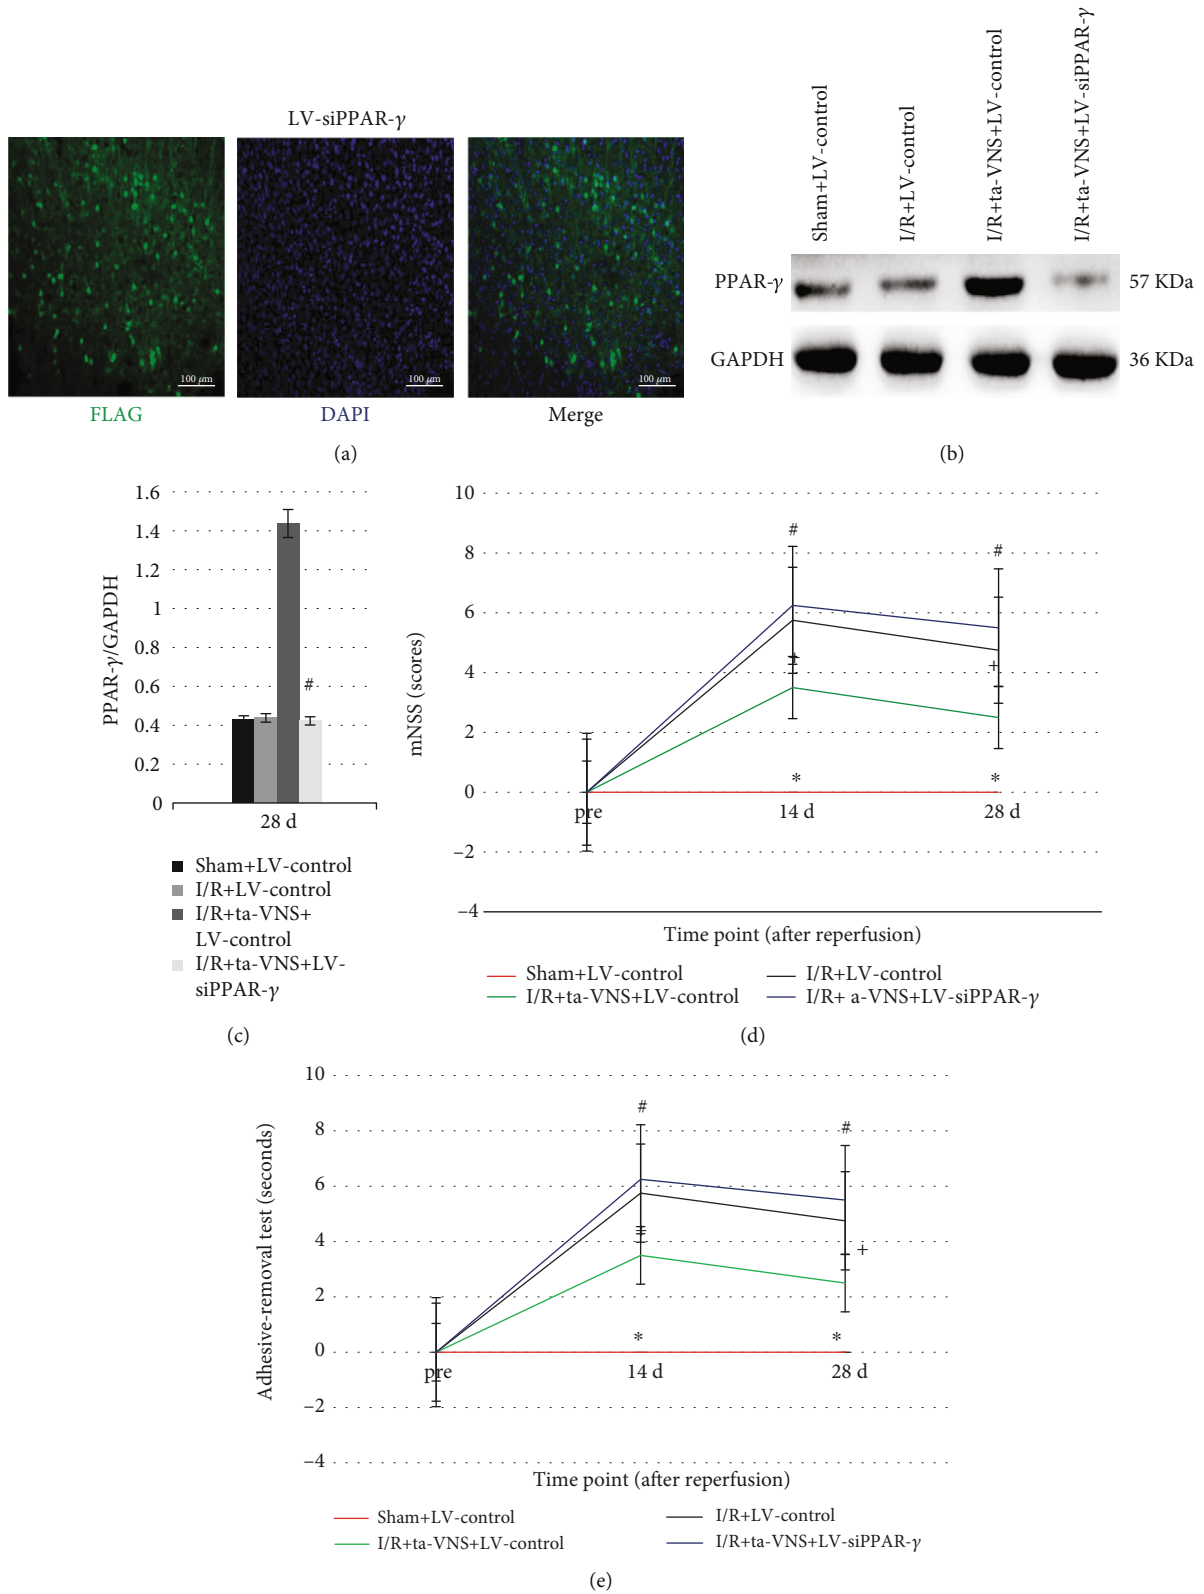 LV-siPPAR-γ
100 μm
100 μm
100 μm
FLAG
DAPI
Merge
(a)
Sham+LV-control
I/R+LV-control
I/R+ta-VNS+LV-control
I/R+ta-VNS+LV-siPPAR-γ
PPAR-γ
57 KDa
GAPDH
36 KDa
(b)
PPAR-γ/GAPDH
1.6
1.4
1.2
1
0.8
0.6
0.4
0.2
0
#
28 d
Sham+LV-control
I/R+LV-control
I/R+ta-VNS+
LV-control
I/R+ta-VNS+LV-
siPPAR-γ
(c)
mNSS (scores)
10
8
6
4
2
0
−2
−4
#
#
+
+
*
*
pre
14 d
28 d
Time point (after reperfusion)
Sham+LV-control
I/R+LV-control
I/R+ta-VNS+LV-control
I/R+ a-VNS+LV-siPPAR-γ
(d)
Adhesive-removal test (seconds)
10
8
6
4
2
0
−2
−4
#
#
+
+
*
*
pre
14 d
28 d
Time point (after reperfusion)
Sham+LV-control
I/R+LV-control
I/R+ta-VNS+LV-control
I/R+ta-VNS+LV-siPPAR-γ
(e)